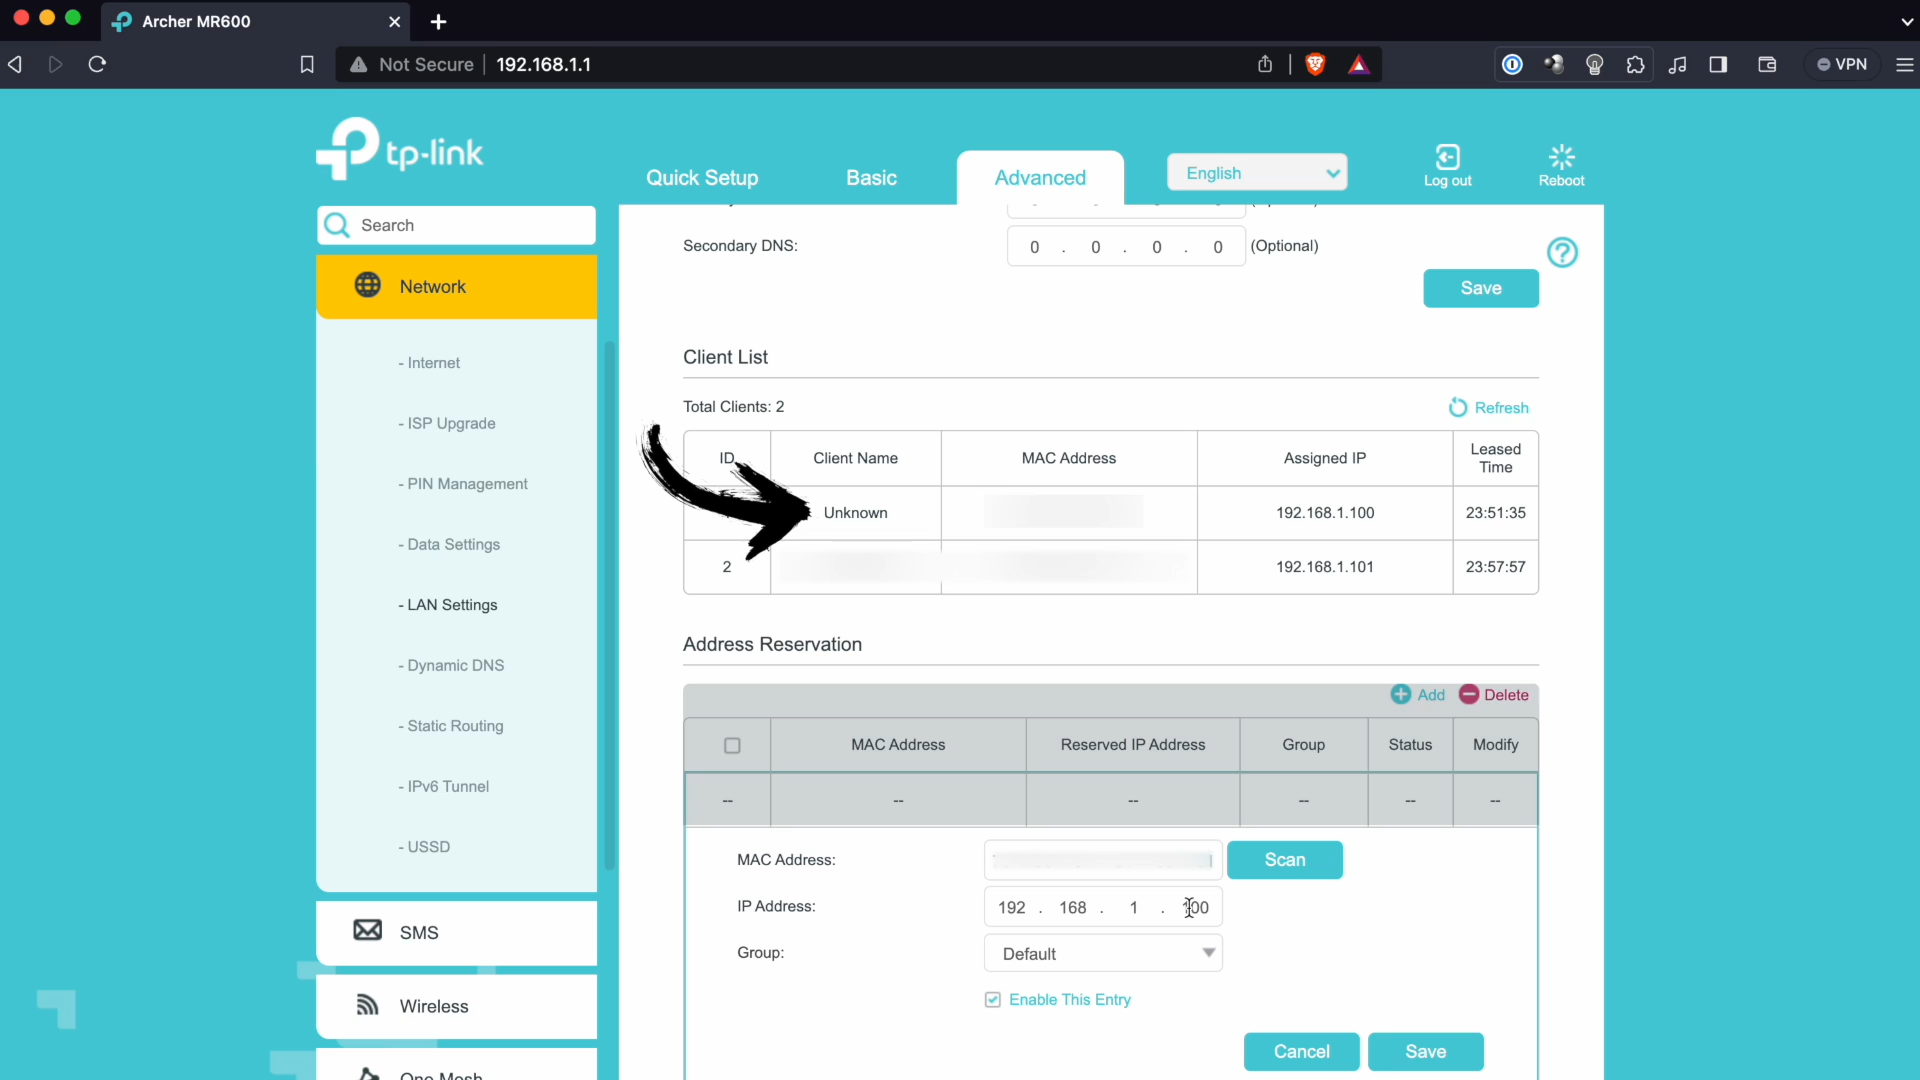 Archer MR600
Not Secure 192.168.1.1
VPN
tp-link
Quick Setup
Basic
Advanced
English
Log out
Reboot
Search
Network
- Internet
- ISP Upgrade
- PIN Management
- Data Settings
- LAN Settings
- Dynamic DNS
- Static Routing
- IPv6 Tunnel
- USSD
SMS
Wireless
Secondary DNS: 0 . 0 . 0 . 0 (Optional)
Save
Client List
Total Clients: 2
Refresh
ID Client Name MAC Address Assigned IP Leased Time
Unknown 192.168.1.100 23:51:35
2 192.168.1.101 23:57:57
Address Reservation
Add Delete
MAC Address Reserved IP Address Group Status Modify
-- -- -- -- -- --
MAC Address: Scan
IP Address: 192 . 168 . 1 . 100
Group: Default
Enable This Entry
Cancel Save